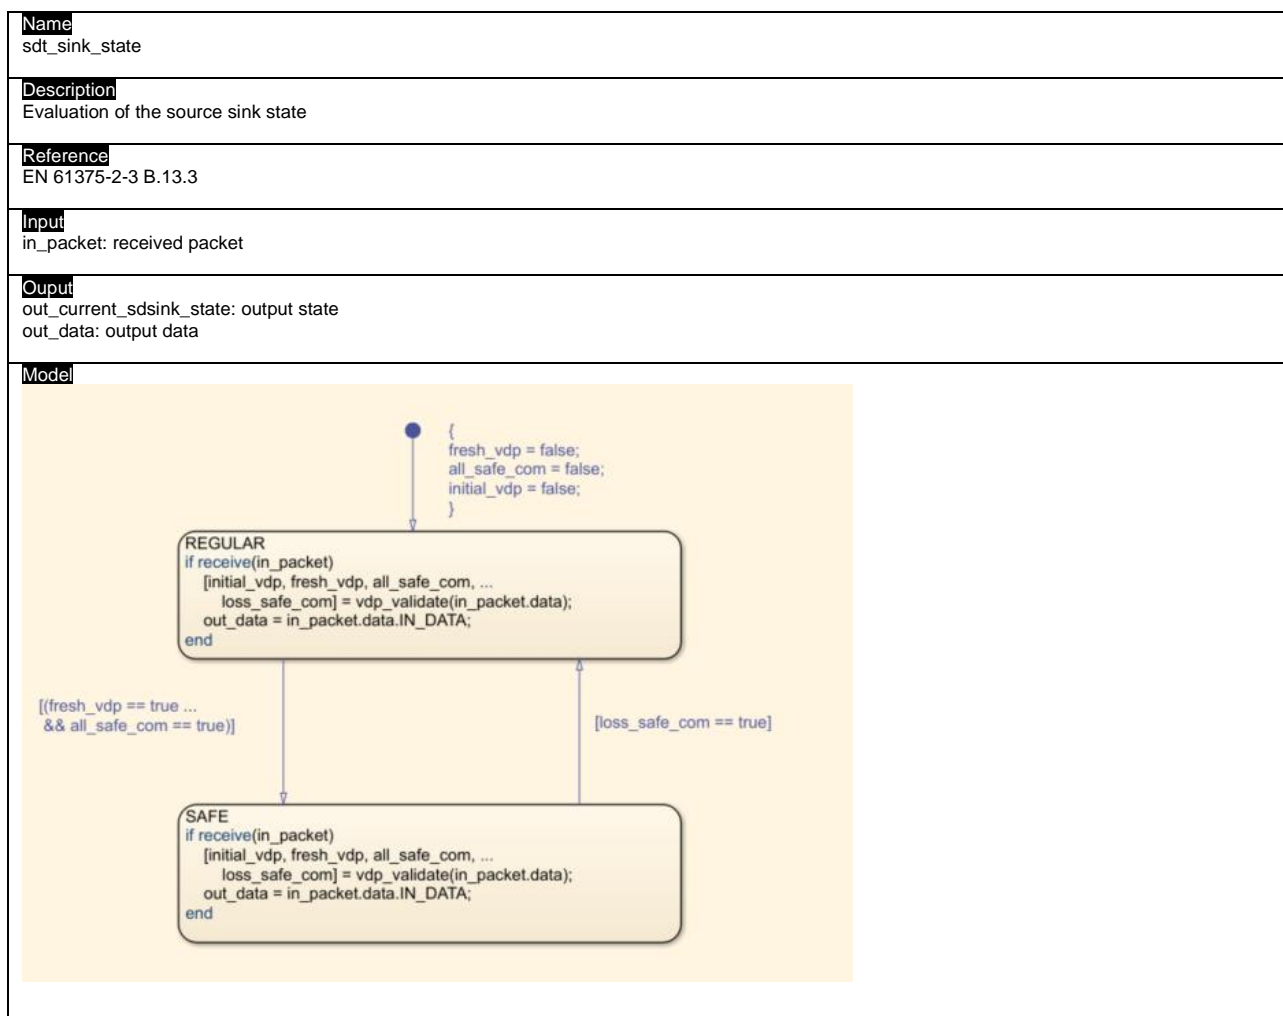 Name
sdt_sink_state
Description
Evaluation of the source sink state
Reference
EN 61375-2-3 B.13.3
Input
in_packet: received packet
Ouput
out_current_sdsink_state: output state
out_data: output data
Model
{
fresh_vdp = false;
all_safe_com = false;
initial_vdp = false;
}
REGULAR
if receive(in_packet)
[initial_vdp, fresh_vdp, all_safe_com, ...
loss_safe_com] = vdp_validate(in_packet.data);
out_data = in_packet.data.IN_DATA;
end
[(fresh_vdp == true ...
&& all_safe_com == true)]
[loss_safe_com == true]
SAFE
if receive(in_packet)
[initial_vdp, fresh_vdp, all_safe_com, ...
loss_safe_com] = vdp_validate(in_packet.data);
out_data = in_packet.data.IN_DATA;
end